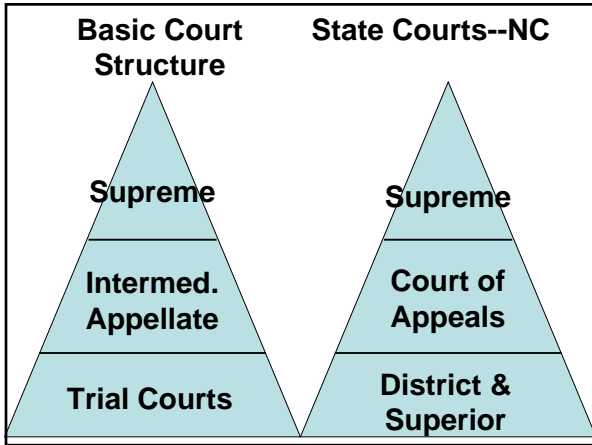 Basic Court
Structure
Supreme
Intermed.
Appellate
Trial Courts
State Courts--NC
Supreme
Court of
Appeals
District &
Superior